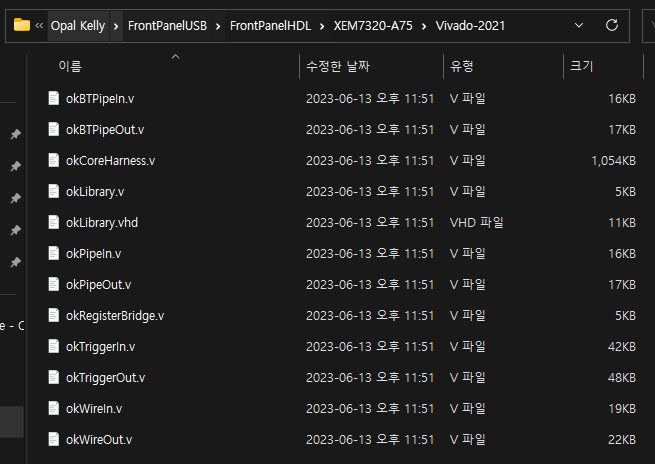 « Opal Kelly > FrontPanelUSB > FrontPanelHDL > XEM7320-A75 > Vivado-2021
이름 수정한 날짜 유형 크기
okBTPipeIn.v 2023-06-13 오후 11:51 V 파일 16KB
okBTPipeOut.v 2023-06-13 오후 11:51 V 파일 17KB
okCoreHarness.v 2023-06-13 오후 11:51 V 파일 1,054KB
okLibrary.v 2023-06-13 오후 11:51 V 파일 5KB
okLibrary.vhd 2023-06-13 오후 11:51 VHD 파일 11KB
okPipeIn.v 2023-06-13 오후 11:51 V 파일 16KB
okPipeOut.v 2023-06-13 오후 11:51 V 파일 17KB
okRegisterBridge.v 2023-06-13 오후 11:51 V 파일 5KB
e - C
okTriggerIn.v 2023-06-13 오후 11:51 V 파일 42KB
okTriggerOut.v 2023-06-13 오후 11:51 V 파일 48KB
okWireIn.v 2023-06-13 오후 11:51 V 파일 19KB
okWireOut.v 2023-06-13 오후 11:51 V 파일 22KB